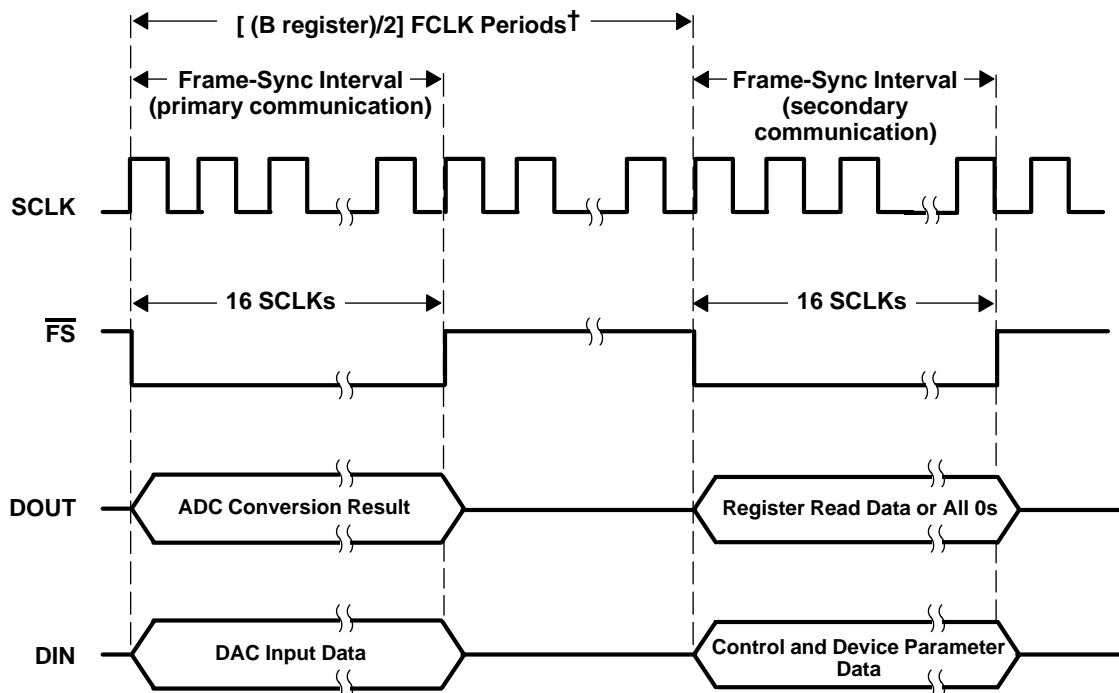 [ (B register)/2] FCLK Periods†
Frame-Sync Interval
(primary communication)
Frame-Sync Interval
(secondary
communication)
SCLK
16 SCLKs
16 SCLKs
FS
DOUT
ADC Conversion Result
Register Read Data or All 0s
DIN
DAC Input Data
Control and Device Parameter
Data